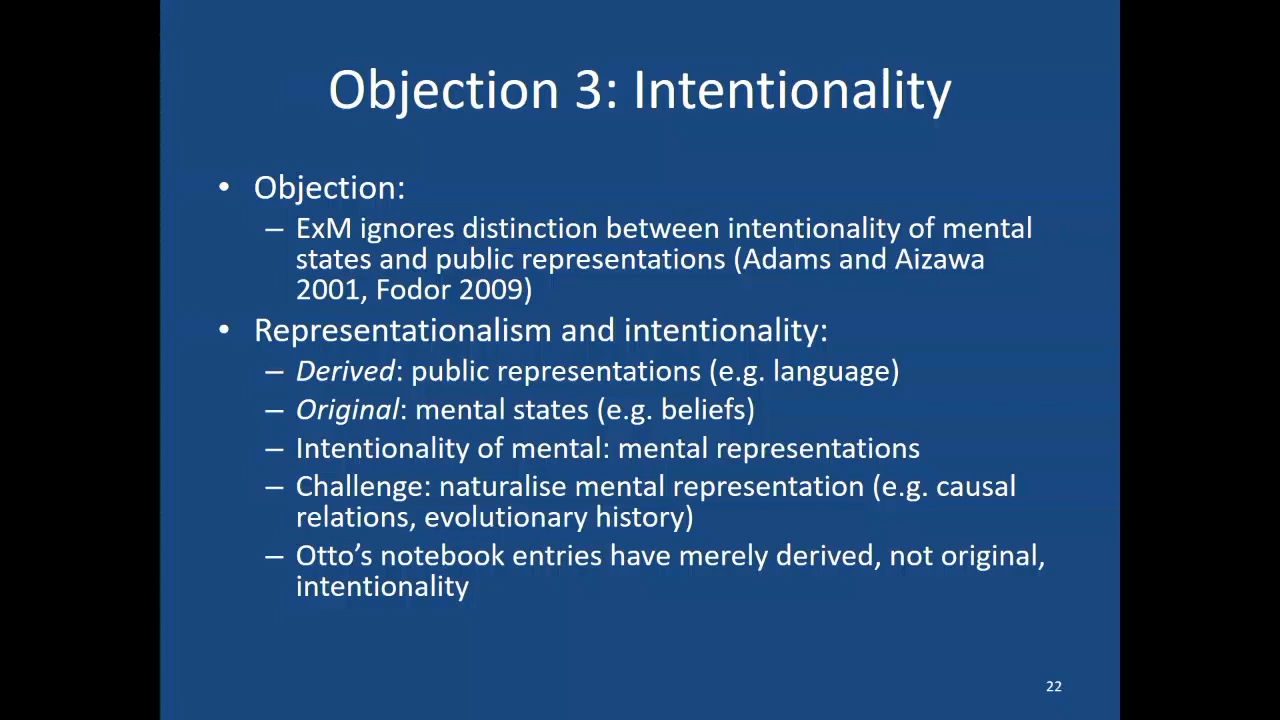 Objection 3: Intentionality
• Objection:
– ExM ignores distinction between intentionality of mental
states and public representations (Adams and Aizawa
2001, Fodor 2009)
• Representationalism and intentionality:
– Derived: public representations (e.g. language)
– Original: mental states (e.g. beliefs)
– Intentionality of mental: mental representations
– Challenge: naturalise mental representation (e.g. causal
relations, evolutionary history)
– Otto’s notebook entries have merely derived, not original,
intentionality
22